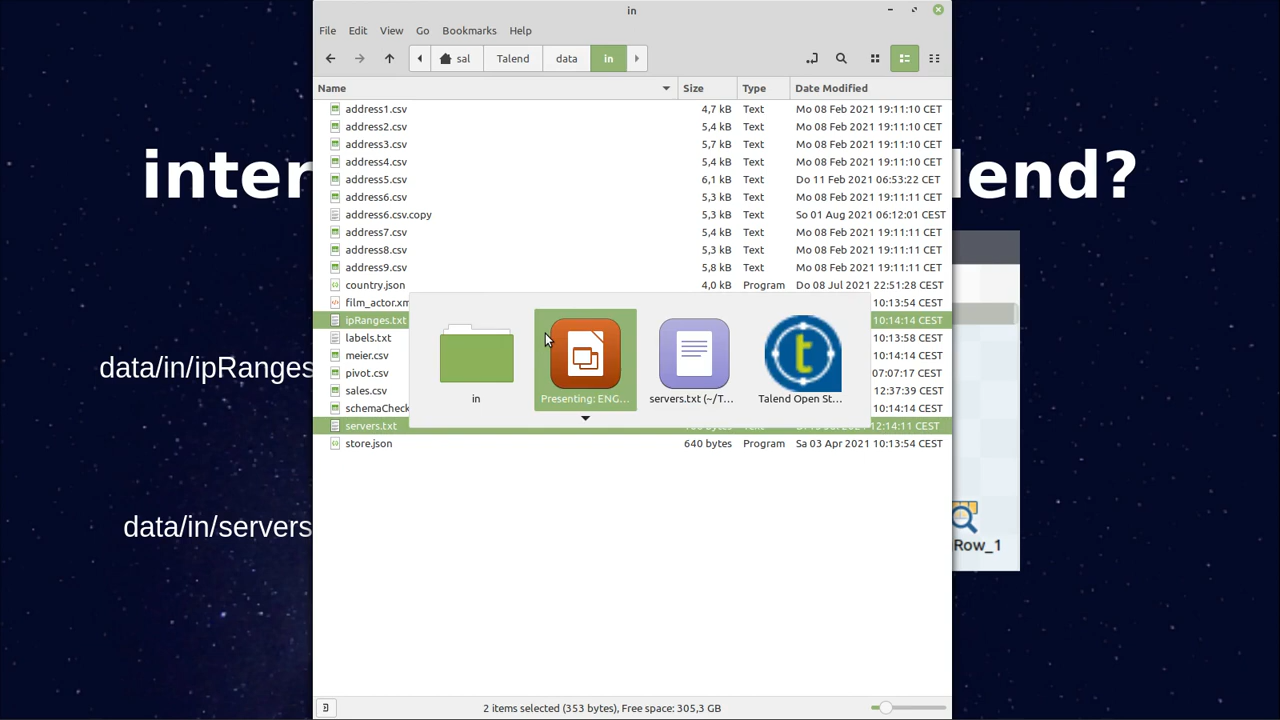 in
File Edit View Go Bookmarks Help
sal Talend data in
Name Size Type Date Modified
address1.csv 4,7 kB Text Mo 08 Feb 2021 19:11:10 CET
address2.csv 5,4 kB Text Mo 08 Feb 2021 19:11:10 CET
address3.csv 5,7 kB Text Mo 08 Feb 2021 19:11:10 CET
address4.csv 5,4 kB Text Mo 08 Feb 2021 19:11:10 CET
address5.csv 6,1 kB Text Do 11 Feb 2021 06:53:22 CET
address6.csv 5,3 kB Text Mo 08 Feb 2021 19:11:11 CET
address6.csv.copy 5,3 kB Text So 01 Aug 2021 06:12:01 CEST
address7.csv 5,4 kB Text Mo 08 Feb 2021 19:11:11 CET
address8.csv 5,3 kB Text Mo 08 Feb 2021 19:11:11 CET
address9.csv 5,8 kB Text Mo 08 Feb 2021 19:11:11 CET
country.json 4,0 kB Program Do 08 Jul 2021 22:51:28 CEST
film_actor.xm 10:13:54 CEST
ipRanges.txt 10:14:14 CEST
labels.txt 10:13:58 CEST
meier.csv 10:14:14 CEST
pivot.csv 07:07:17 CEST
sales.csv 12:37:39 CEST
schemaCheck 10:14:14 CEST
servers.txt 12:14:11 CEST
store.json 640 bytes Program Sa 03 Apr 2021 10:13:54 CEST
in
Presenting: ENG...
servers.txt (~/T...
Talend Open St...
2 items selected (353 bytes), Free space: 305,3 GB
inter
lend?
data/in/ipRanges
data/in/servers
Row_1